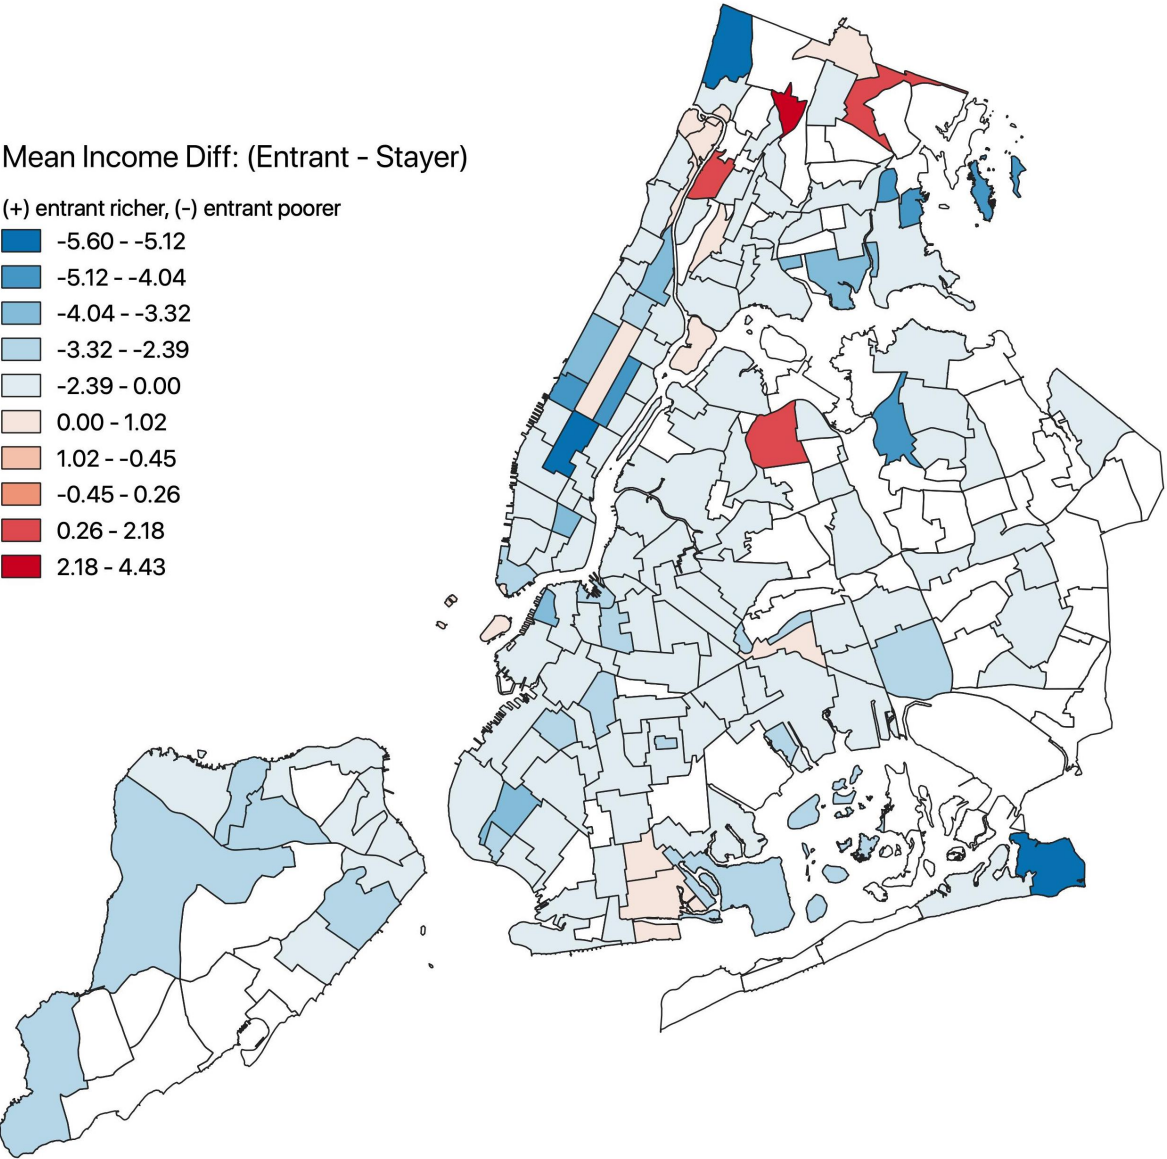 Mean Income Diff: (Entrant - Stayer)
(+) entrant richer, (-) entrant poorer
-5.60 - -5.12
-5.12 - -4.04
-4.04 - -3.32
-3.32 - -2.39
-2.39 - 0.00
0.00 - 1.02
1.02 - -0.45
-0.45 - 0.26
0.26 - 2.18
2.18 - 4.43